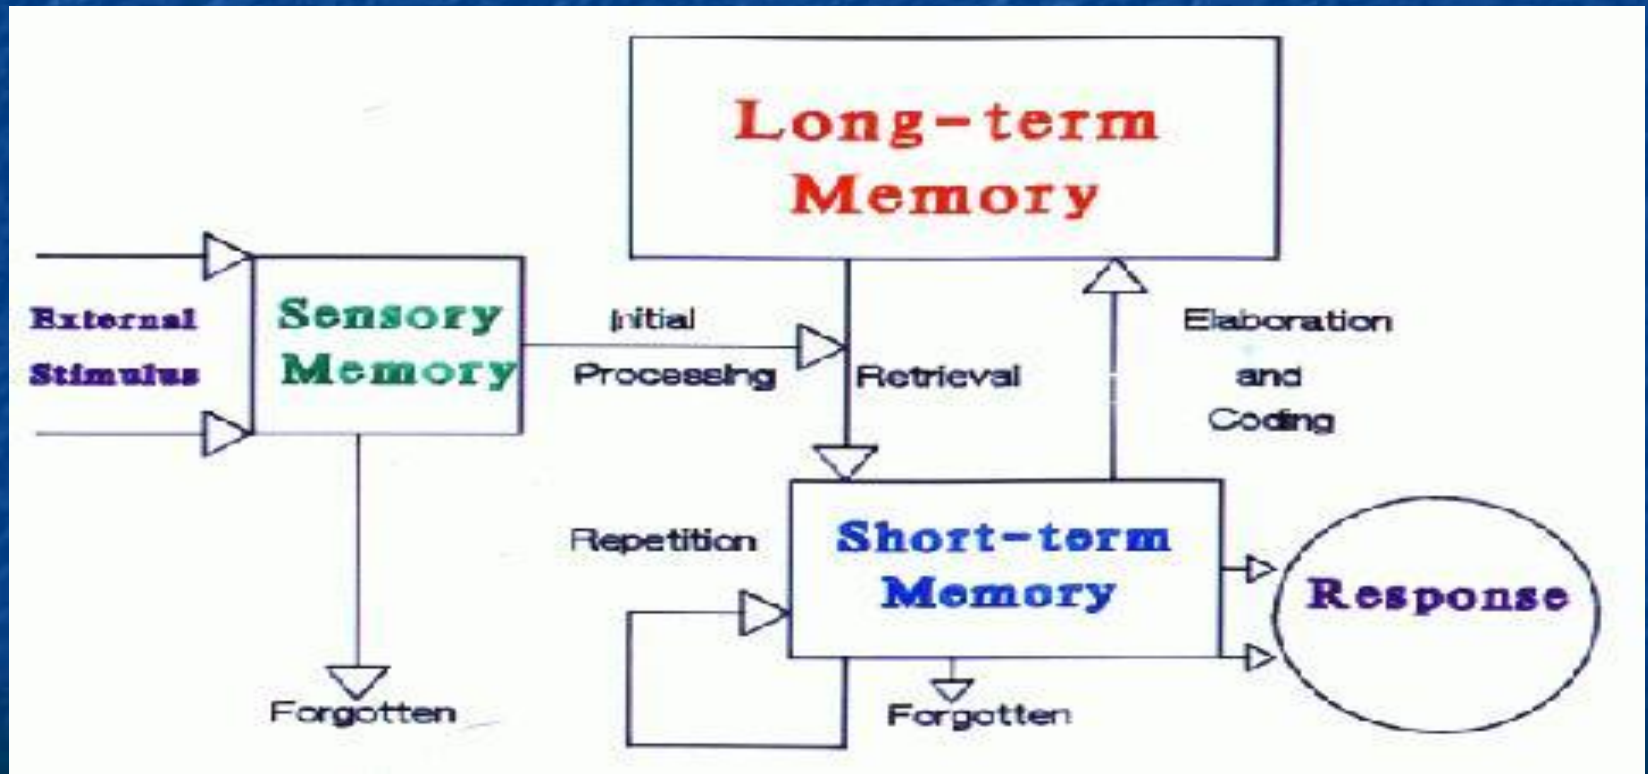 Long-term
Memory
External
Stimulus
Sensory
Memory
Initial
Processing
Retrieval
Elaboration
and
Coding
Repetition
Short-term
Memory
Response
Forgotten
Forgotten